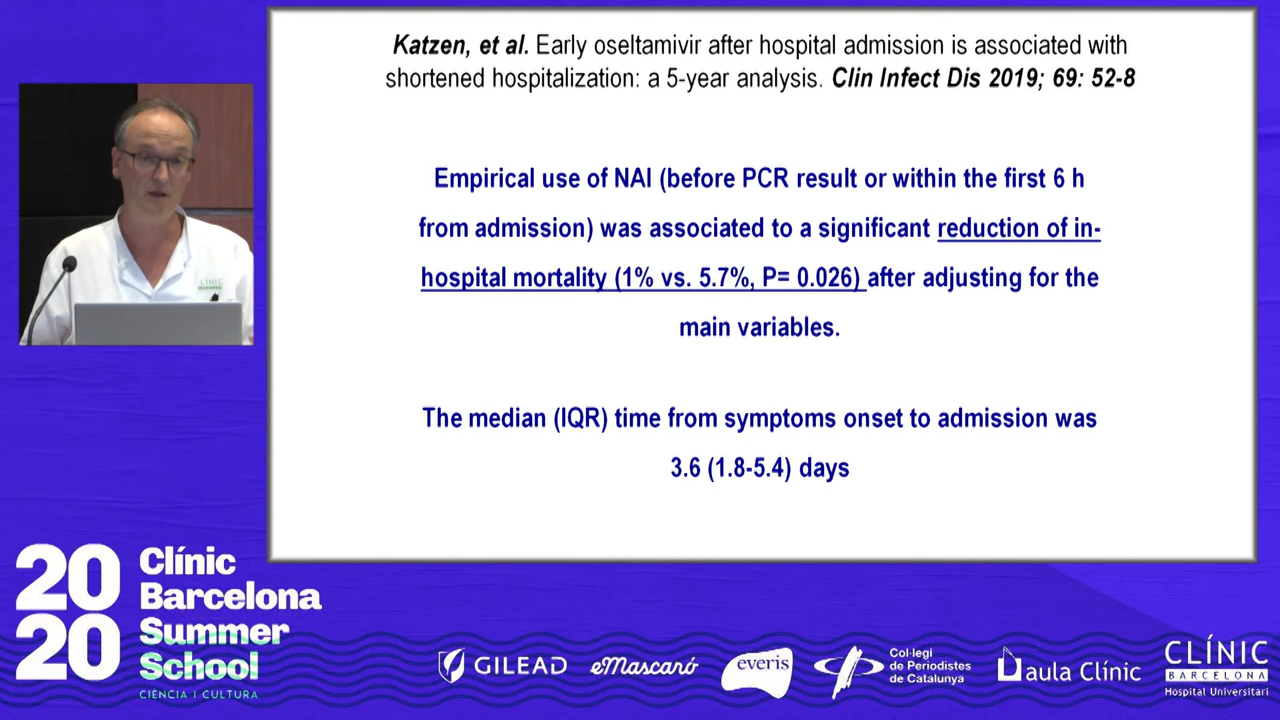 Katzen, et al. Early oseltamivir after hospital admission is associated with
shortened hospitalization: a 5-year analysis. Clin Infect Dis 2019; 69: 52-8
Empirical use of NAI (before PCR result or within the first 6 h
from admission) was associated to a significant reduction of in-
hospital mortality (1% vs. 5.7%, P= 0.026) after adjusting for the
main variables.
The median (IQR) time from symptoms onset to admission was
3.6 (1.8-5.4) days
CLÍNIC
2020
Clínic
Barcelona
Summer
School
CIÈNCIA I CULTURA
GILEAD
eMascaró
everis
Col·legi
de Periodistes
de Catalunya
aula Clínic
CLÍNIC
BARCELONA
Hospital Universitari